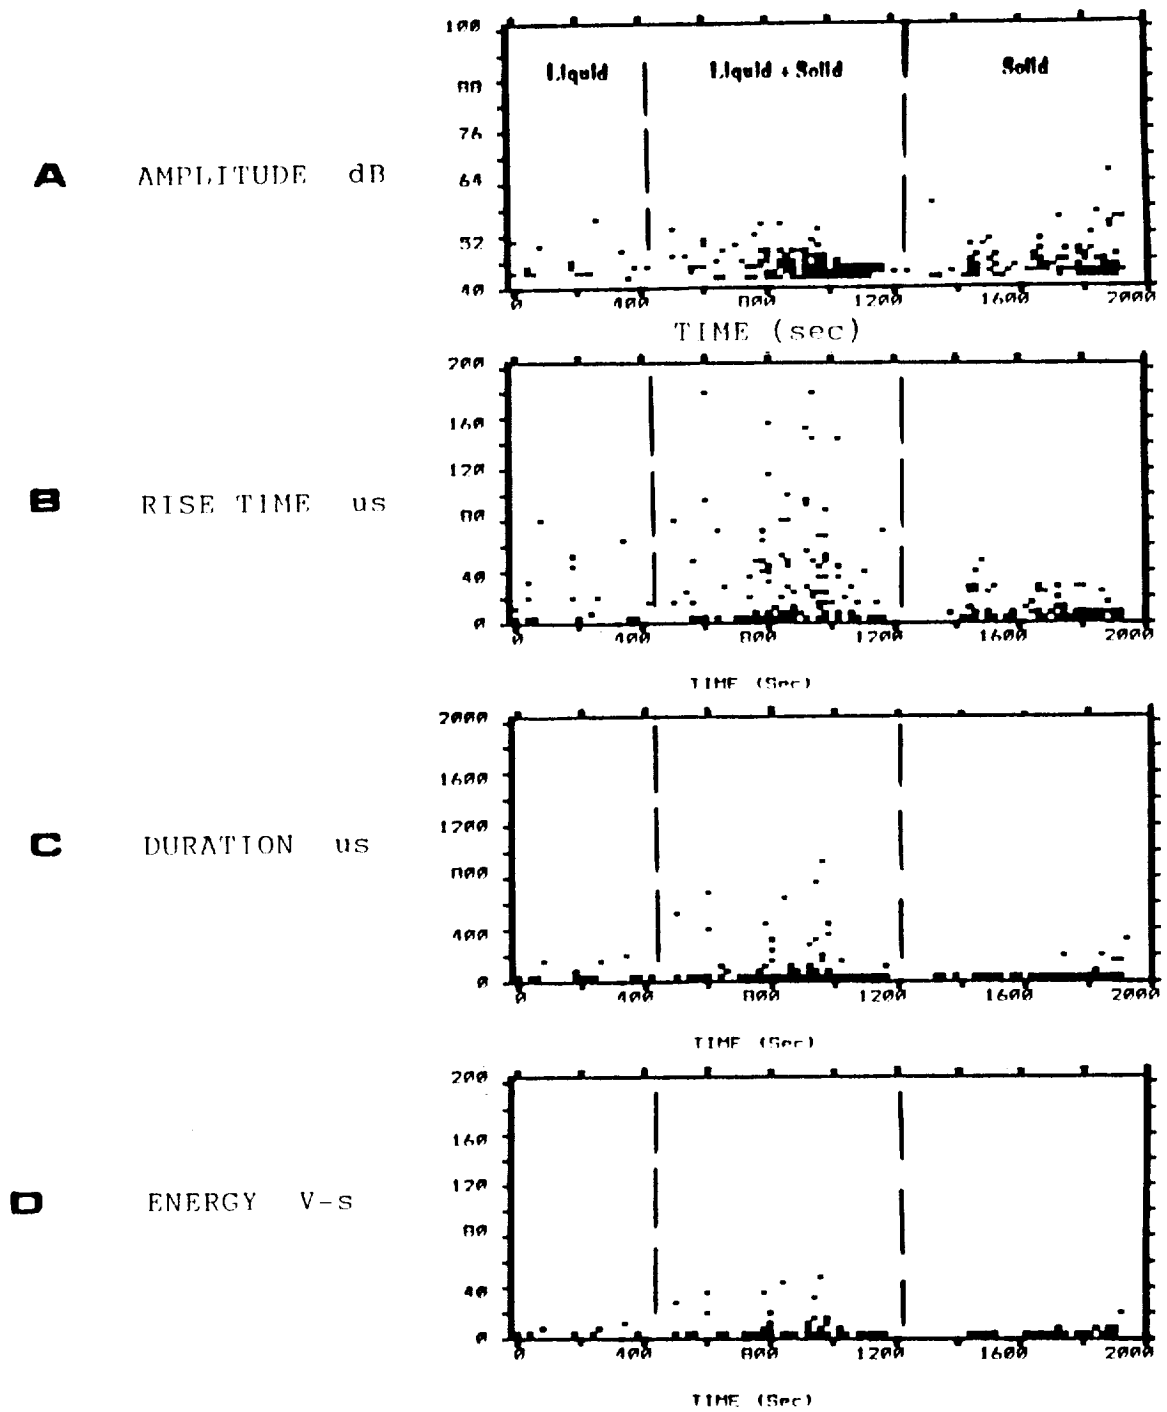 100
Liquid Liquid + Solid Solid
88
76
A AMPLITUDE dB
64
52
40
0 400 800 1200 1600 2000
TIME (sec)
200
160
120
B RISE TIME us
80
40
0
0 400 800 1200 1600 2000
TIME (Sec)
2000
1600
1200
C DURATION us
800
400
0
0 400 800 1200 1600 2000
TIME (Sec)
200
160
120
D ENERGY V-s
80
40
0
0 400 800 1200 1600 2000
TIME (Sec)